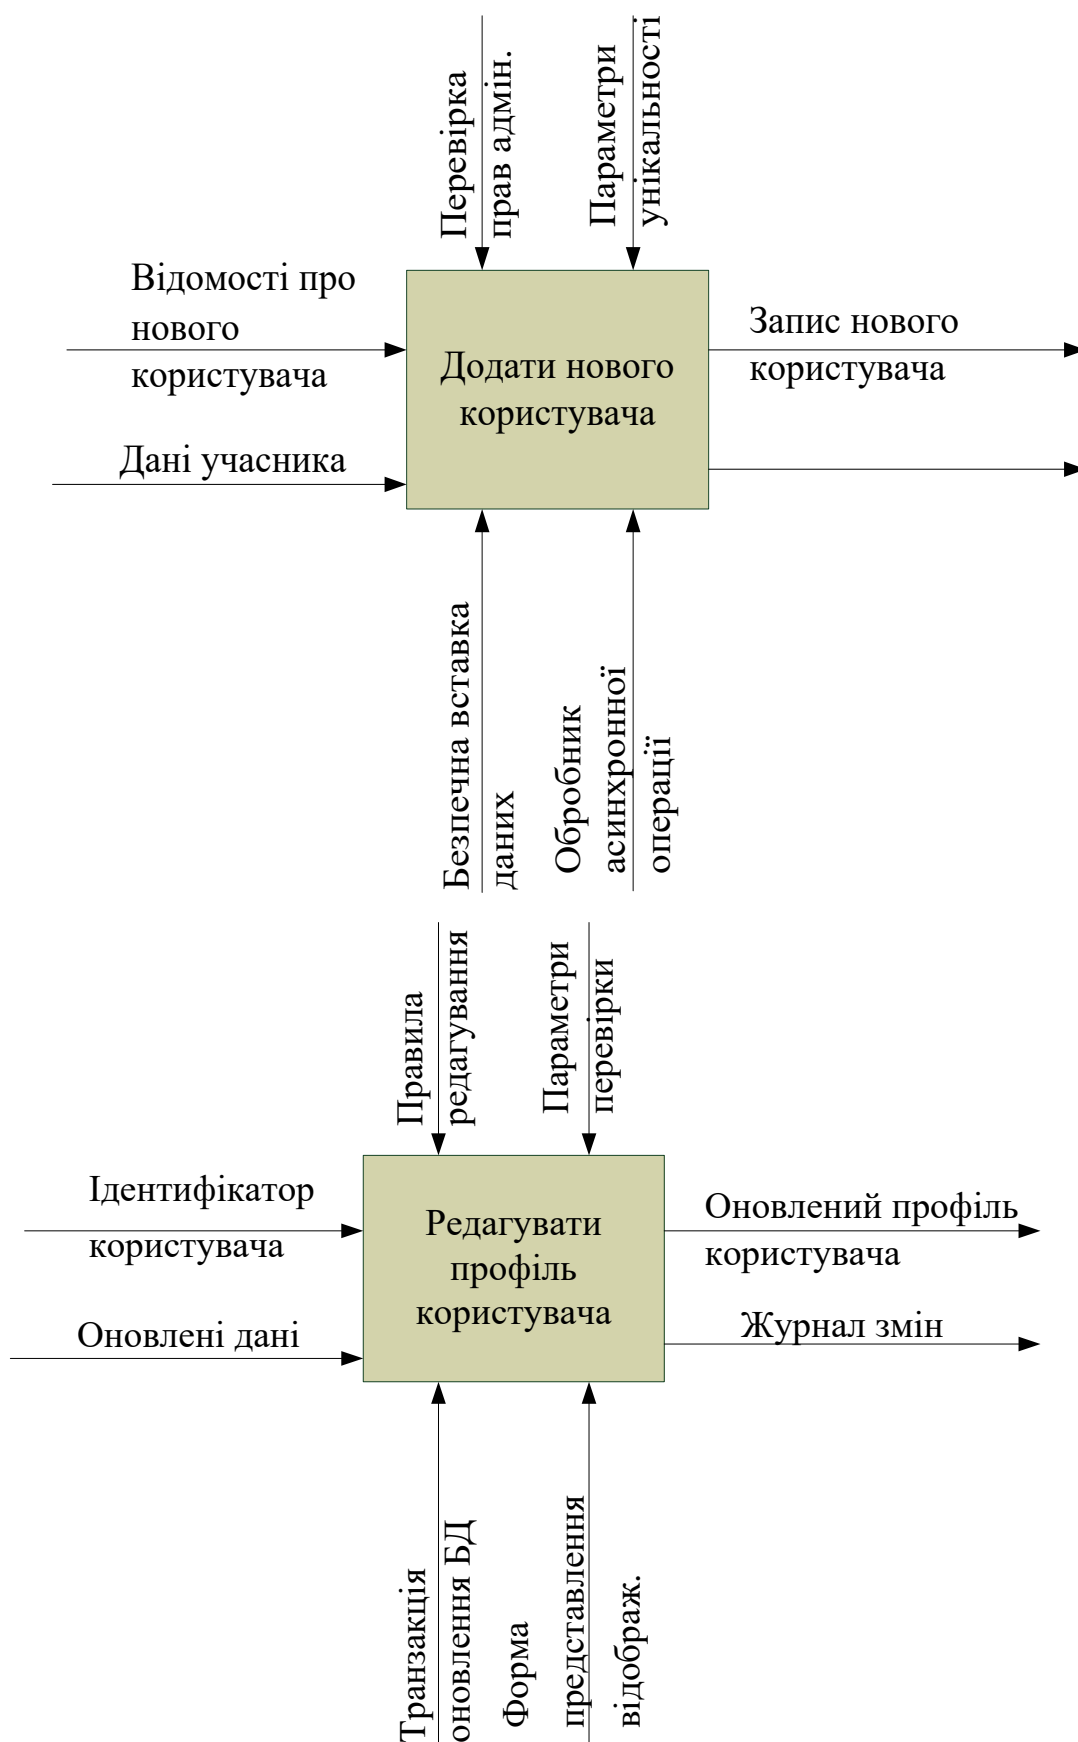 Перевірка
прав адмін.
Параметри
унікальності
Відомості про
нового
користувача
Дані учасника
Додати нового
користувача
Запис нового
користувача
Безпечна вставка
даних
Обробник
асинхронної
операції
Правила
редагування
Параметри
перевірки
Ідентифікатор
користувача
Оновлені дані
Редагувати
профіль
користувача
Оновлений профіль
користувача
Журнал змін
Транзакція
оновлення БД
Форма
представлення
відображ.